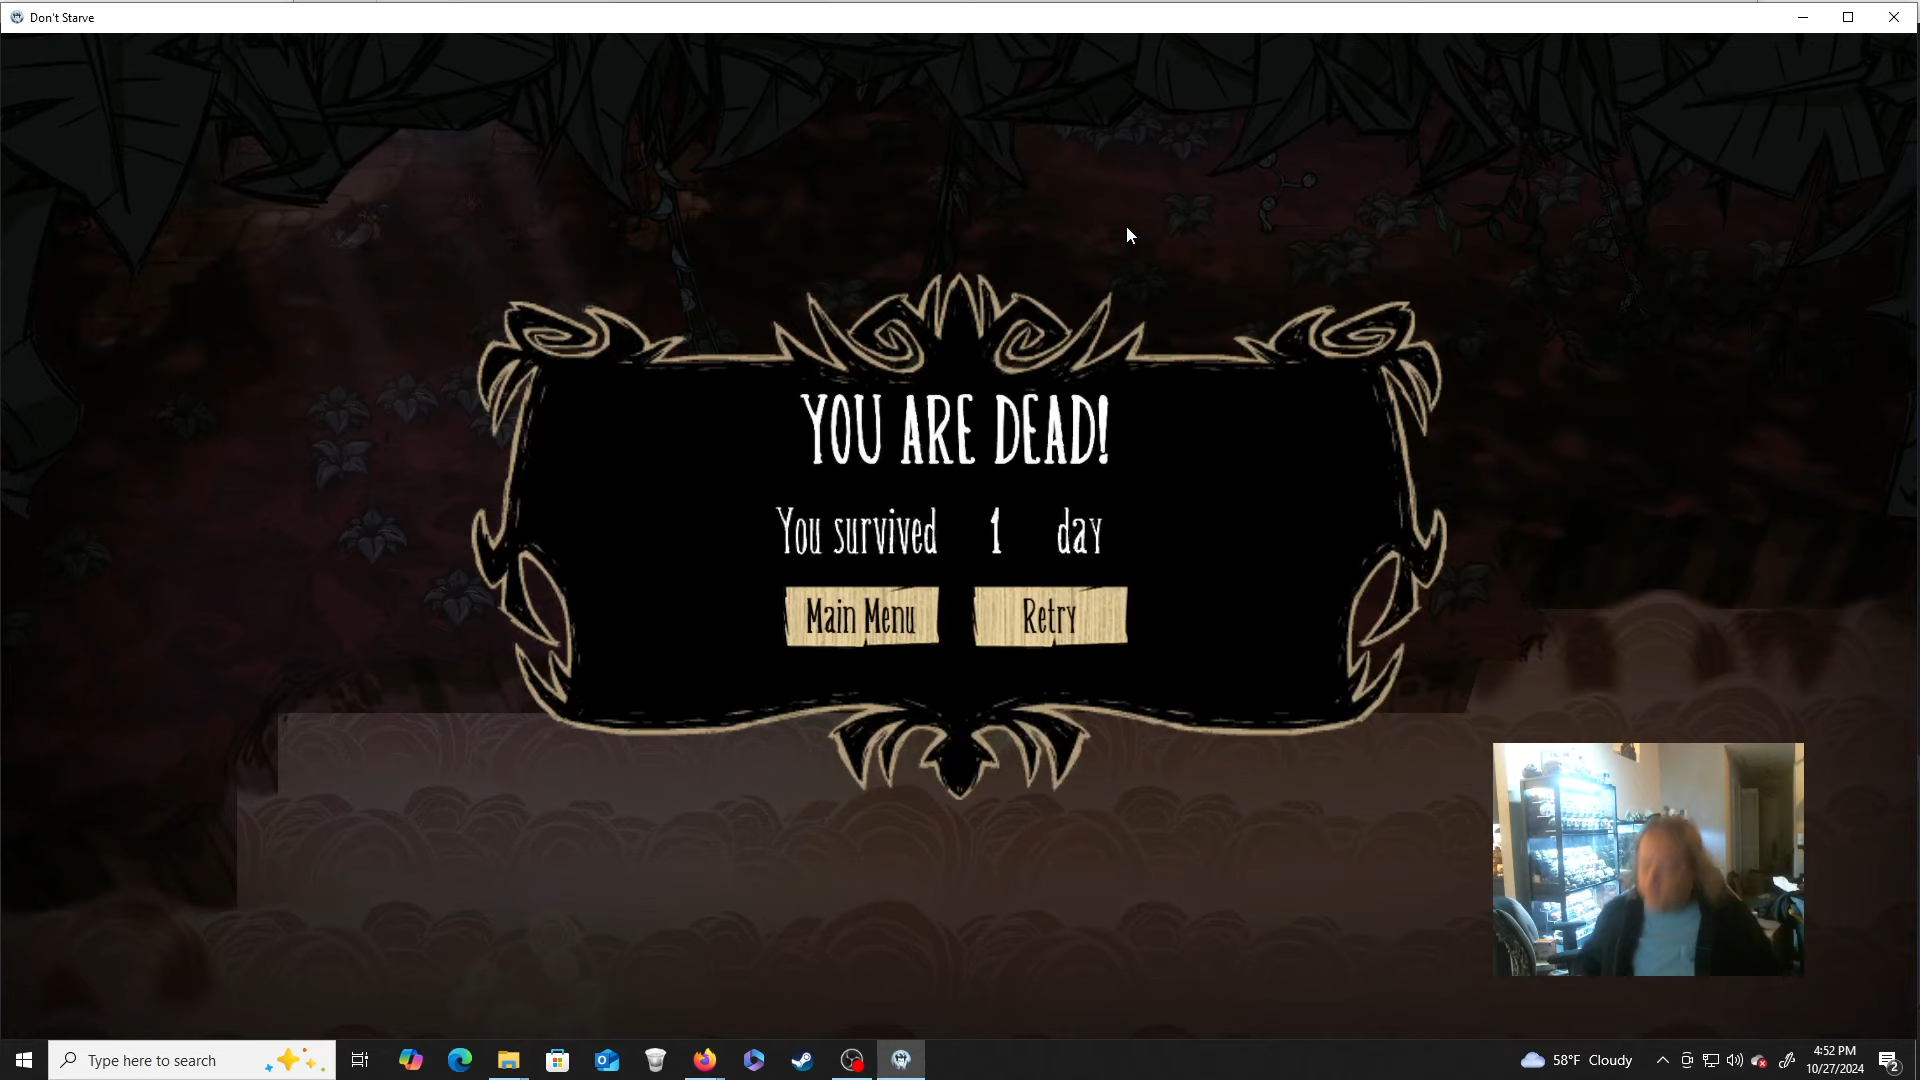 Don't Starve
YOU ARE DEAD!
You survived 1 day
Main Menu Retry
Type here to search
58°F Cloudy
4:52 PM
10/27/2024
2